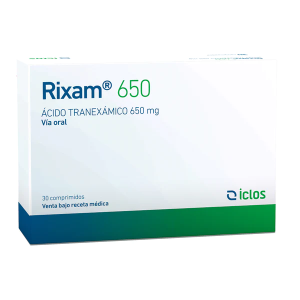 Rixam® 650
ÁCIDO TRANEXÁMICO 650 mg
Vía oral
30 comprimidos
Venta bajo receta médica
iclos